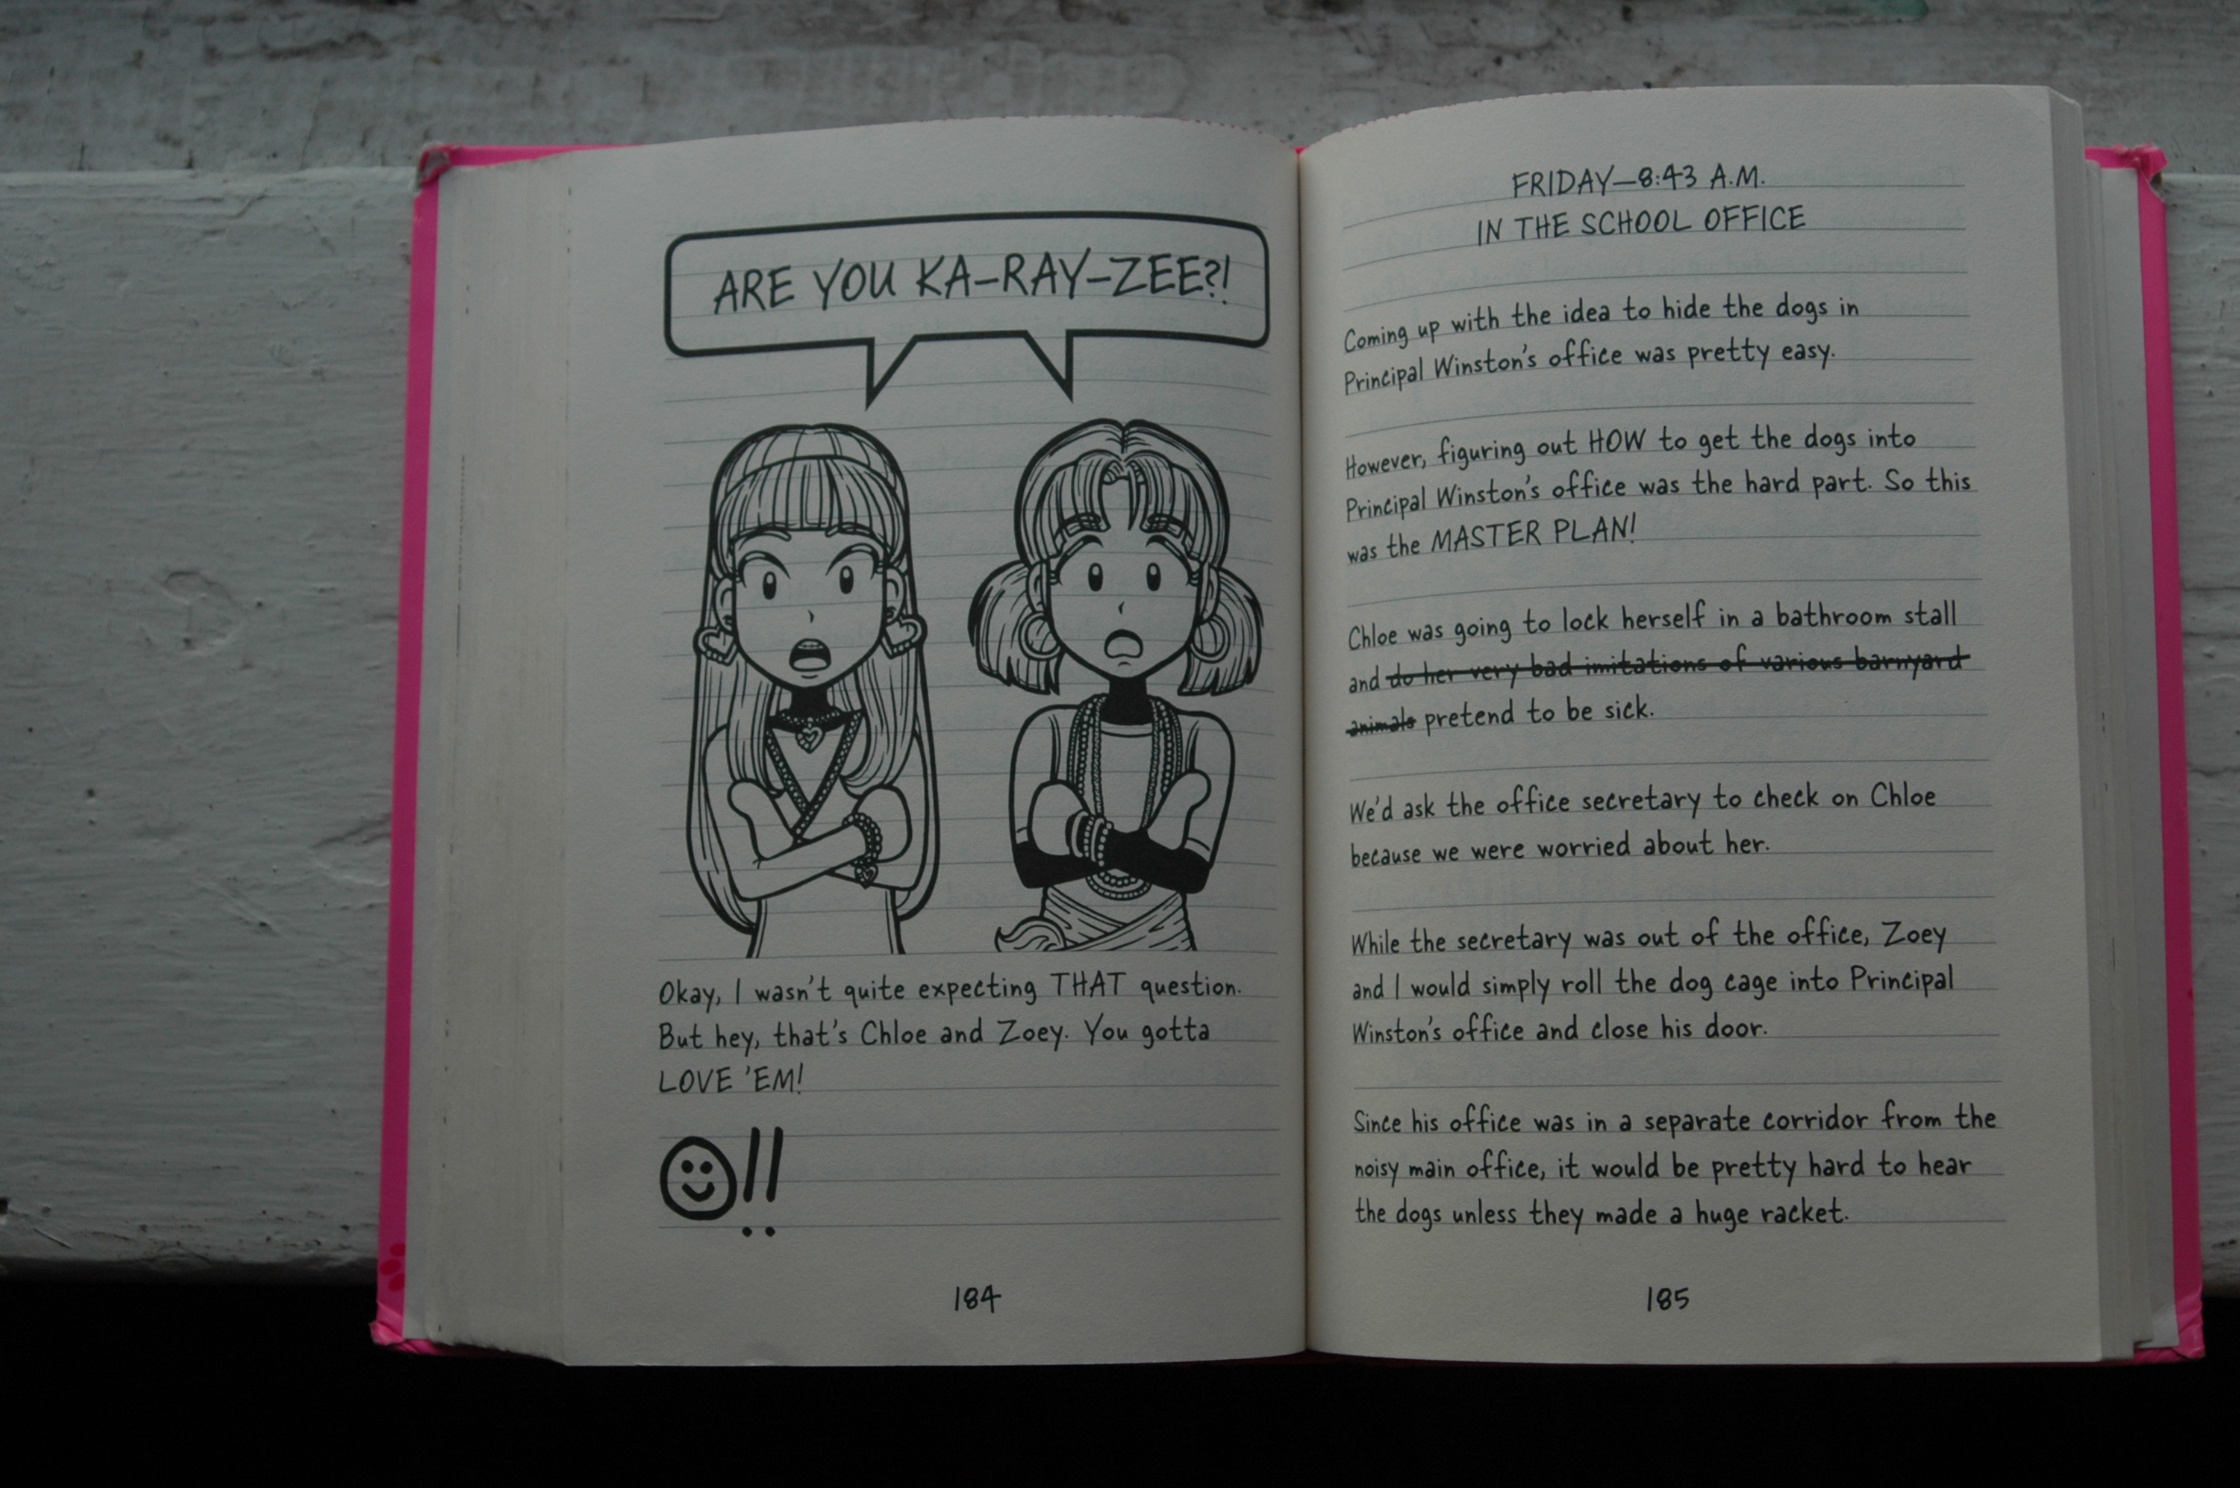 ARE YOU KA-RAY-ZEE?!
Okay, I wasn't quite expecting THAT question.
But hey, that's Chloe and Zoey. You gotta
LOVE 'EM!
☺!!
184
FRIDAY—8:43 A.M.
IN THE SCHOOL OFFICE
Coming up with the idea to hide the dogs in
Principal Winston's office was pretty easy.
However, figuring out HOW to get the dogs into
Principal Winston's office was the hard part. So this
was the MASTER PLAN!
Chloe was going to lock herself in a bathroom stall
and do her very bad imitations of various barnyard
animals pretend to be sick.
We'd ask the office secretary to check on Chloe
because we were worried about her.
While the secretary was out of the office, Zoey
and I would simply roll the dog cage into Principal
Winston's office and close his door.
Since his office was in a separate corridor from the
noisy main office, it would be pretty hard to hear
the dogs unless they made a huge racket.
185